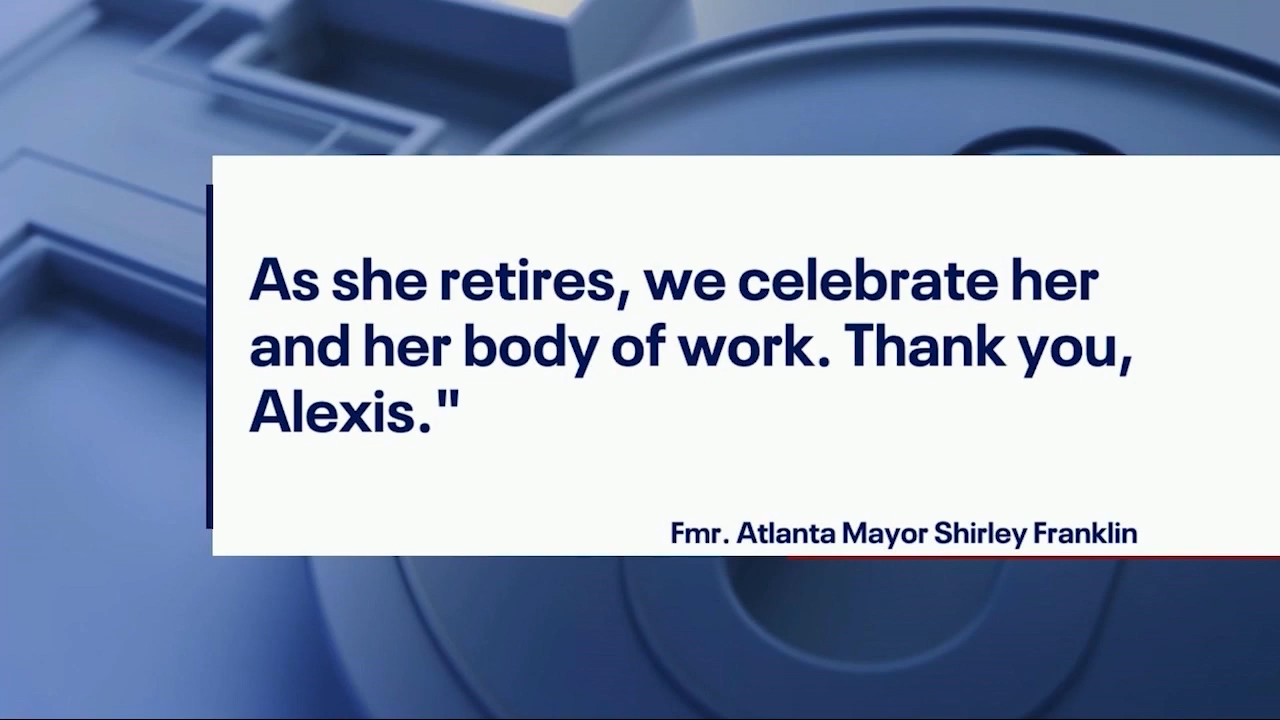 As she retires, we celebrate her
and her body of work. Thank you,
Alexis."
Fmr. Atlanta Mayor Shirley Franklin